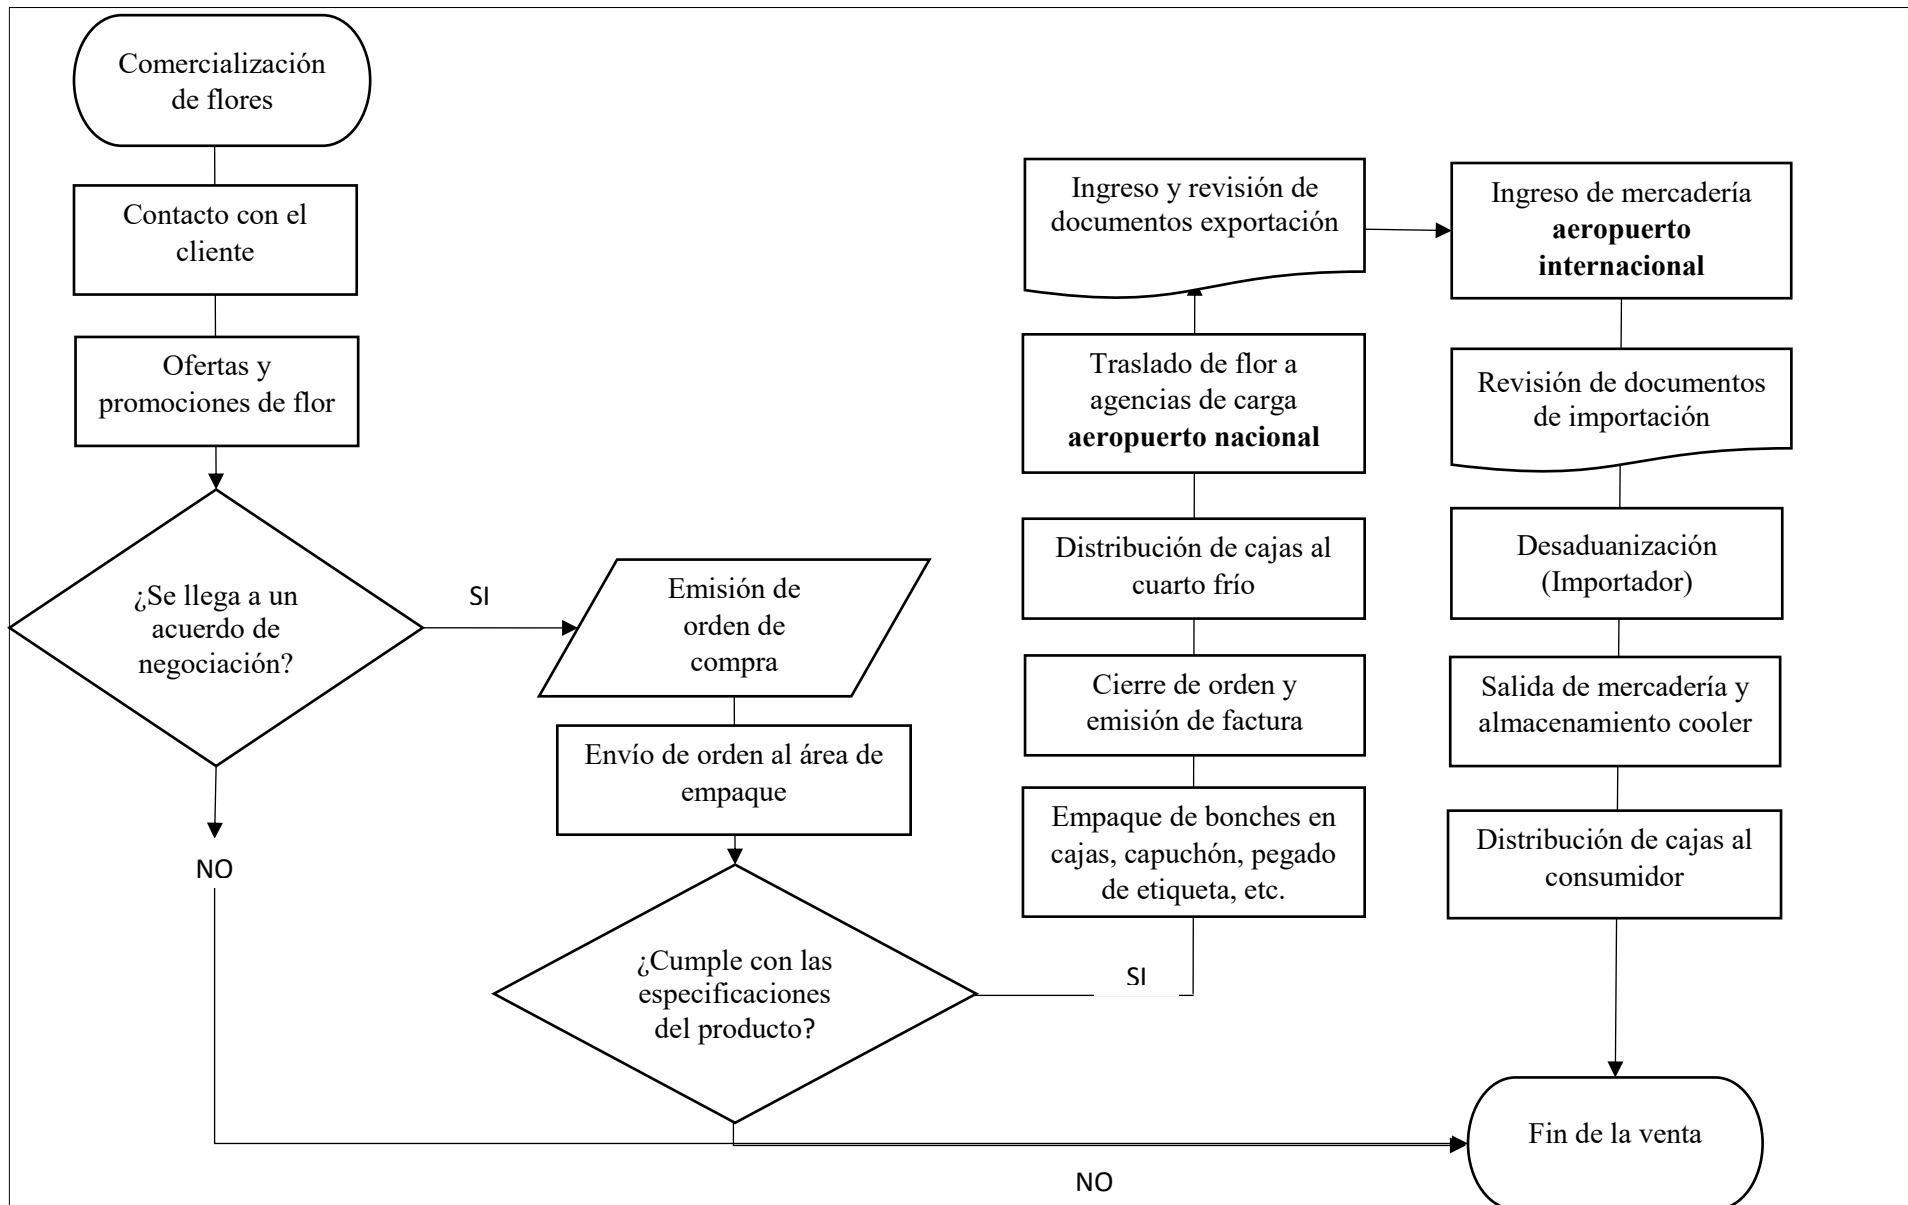 Comercialización
de flores
Contacto con el
cliente
Ofertas y
promociones de flor
¿Se llega a un
acuerdo de
negociación?
SI
NO
Emisión de
orden de
compra
Envío de orden al área de
empaque
¿Cumple con las
especificaciones
del producto?
SI
NO
Empaque de bonches en
cajas, capuchón, pegado
de etiqueta, etc.
Cierre de orden y
emisión de factura
Distribución de cajas al
cuarto frío
Traslado de flor a
agencias de carga
aeropuerto nacional
Ingreso y revisión de
documentos exportación
Ingreso de mercadería
aeropuerto
internacional
Revisión de documentos
de importación
Desaduanización
(Importador)
Salida de mercadería y
almacenamiento cooler
Distribución de cajas al
consumidor
Fin de la venta